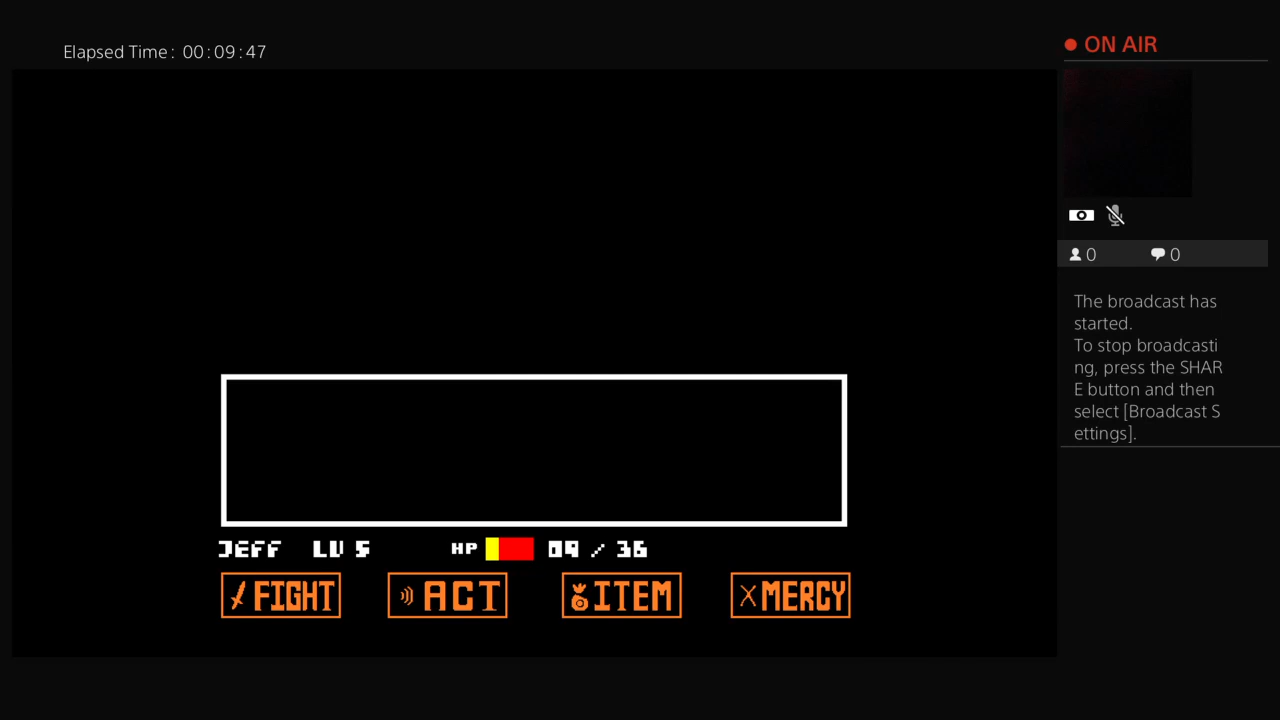 Elapsed Time: 00:09:47
ON AIR
0 0
The broadcast has
started.
To stop broadcasti
ng, press the SHAR
E button and then
select [Broadcast S
ettings].
JEFF LV 5 HP 09 / 36
FIGHT ACT ITEM MERCY